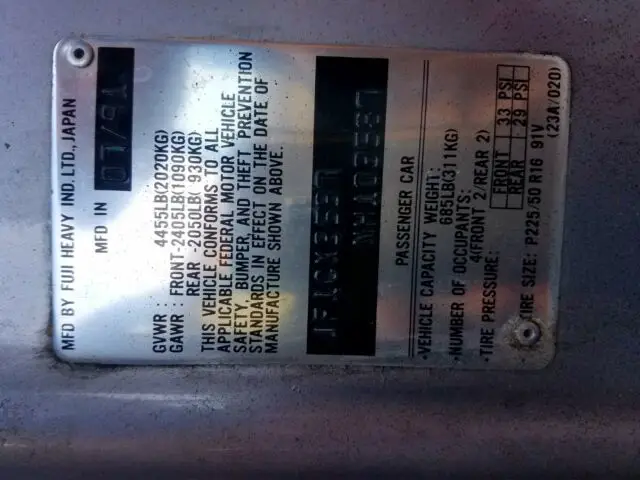 MFD BY FUJI HEAVY IND. LTD., JAPAN
MFD IN 07/91
GVWR : 4455LB(2020KG)
GAWR : FRONT-2405LB(1090KG)
REAR -2050LB( 930KG)
THIS VEHICLE CONFORMS TO ALL
APPLICABLE FEDERAL MOTOR VEHICLE
SAFETY, BUMPER, AND THEFT PREVENTION
STANDARDS IN EFFECT ON THE DATE OF
MANUFACTURE SHOWN ABOVE.
PASSENGER CAR
•VEHICLE CAPACITY WEIGHT:
685LB(311KG)
•NUMBER OF OCCUPANTS:
4(FRONT 2/REAR 2)
•TIRE PRESSURE: FRONT 33 PSI
REAR 29 PSI
TIRE SIZE: P225/50 R16 91V
(23A/020)